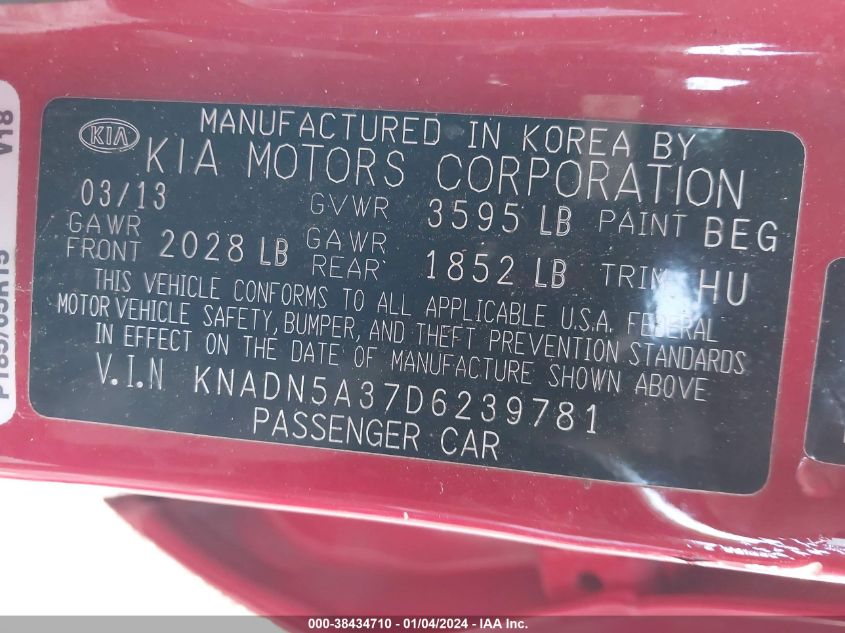 V18
P185/65R15
KIA
MANUFACTURED IN KOREA BY
KIA MOTORS CORPORATION
03/13 GVWR 3595 LB PAINT BEG
GAWR FRONT 2028 LB GAWR REAR 1852 LB TRIM HU
THIS VEHICLE CONFORMS TO ALL APPLICABLE U.S.A. FEDERAL
MOTOR VEHICLE SAFETY, BUMPER, AND THEFT PREVENTION STANDARDS
IN EFFECT ON THE DATE OF MANUFACTURE SHOWN ABOVE
V.I.N KNADN5A37D6239781
PASSENGER CAR
000-38434710 - 01/04/2024 - IAA Inc.